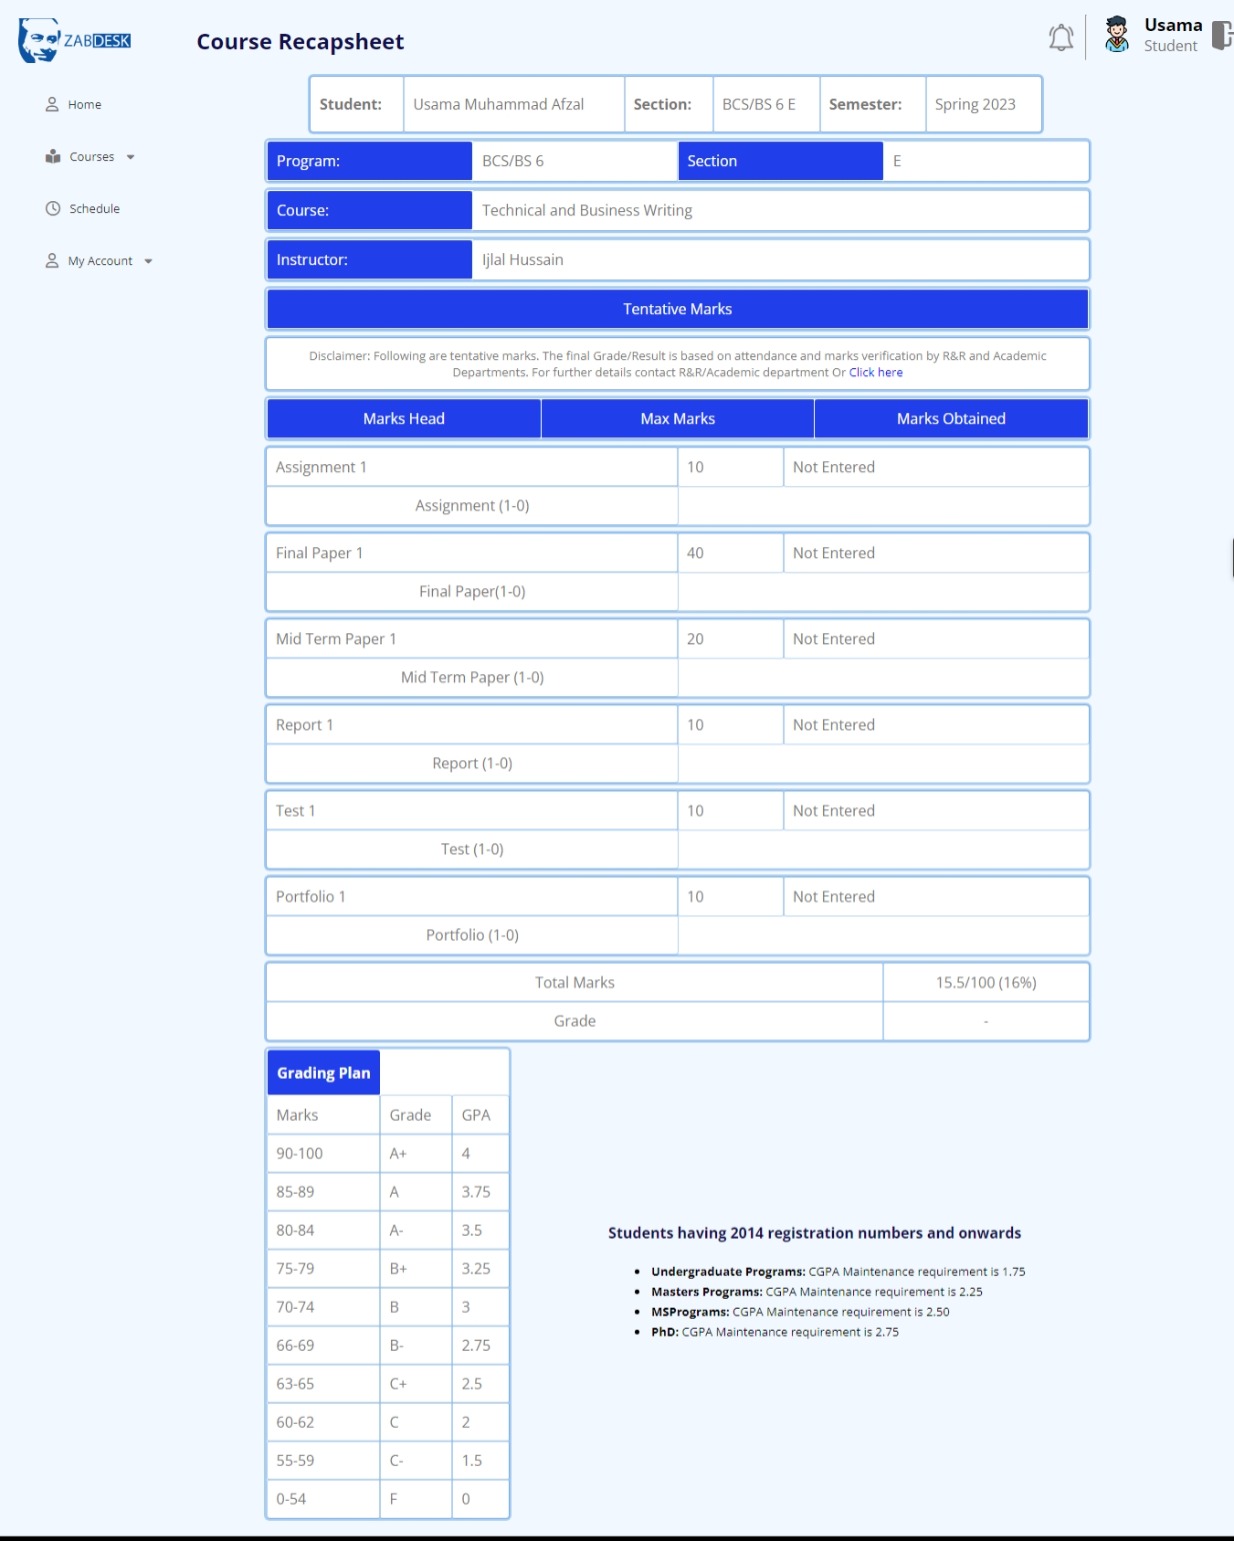 ZABDESK
Course Recapsheet
Usama
Student
Home
Courses
Schedule
My Account
Student: Usama Muhammad Afzal Section: BCS/BS 6 E Semester: Spring 2023
Program: BCS/BS 6 Section E
Course: Technical and Business Writing
Instructor: Ijlal Hussain
Tentative Marks
Disclaimer: Following are tentative marks. The final Grade/Result is based on attendance and marks verification by R&R and Academic
Departments. For further details contact R&R/Academic department Or Click here
Marks Head Max Marks Marks Obtained
Assignment 1 10 Not Entered
Assignment (1-0)
Final Paper 1 40 Not Entered
Final Paper(1-0)
Mid Term Paper 1 20 Not Entered
Mid Term Paper (1-0)
Report 1 10 Not Entered
Report (1-0)
Test 1 10 Not Entered
Test (1-0)
Portfolio 1 10 Not Entered
Portfolio (1-0)
Total Marks 15.5/100 (16%)
Grade -
Grading Plan
Marks Grade GPA
90-100 A+ 4
85-89 A 3.75
80-84 A- 3.5
75-79 B+ 3.25
70-74 B 3
66-69 B- 2.75
63-65 C+ 2.5
60-62 C 2
55-59 C- 1.5
0-54 F 0
Students having 2014 registration numbers and onwards
Undergraduate Programs: CGPA Maintenance requirement is 1.75
Masters Programs: CGPA Maintenance requirement is 2.25
MSPrograms: CGPA Maintenance requirement is 2.50
PhD: CGPA Maintenance requirement is 2.75